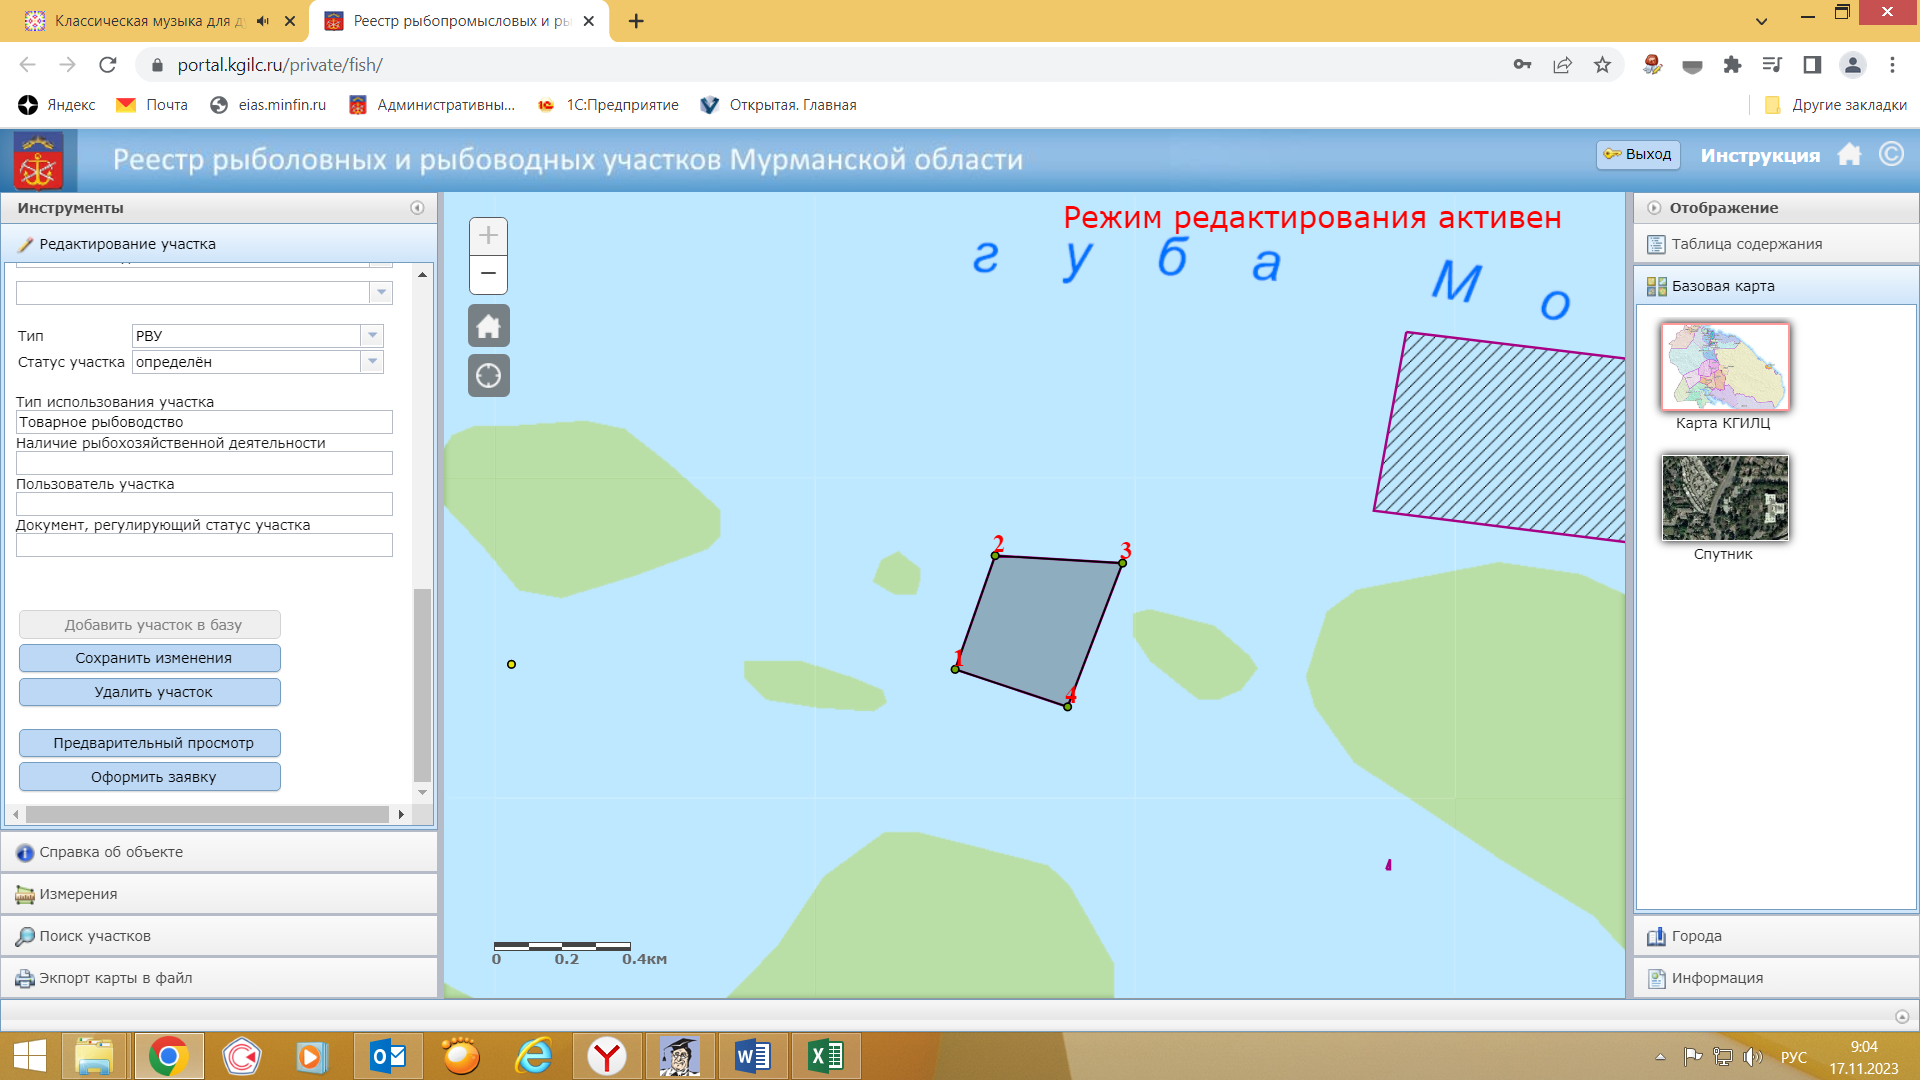 Классическая музыка для д
Реестр рыбопромысловых и ры
portal.kgilc.ru/private/fish/
Яндекс
Почта
eias.minfin.ru
Административны...
1С:Предприятие
Открытая. Главная
Другие закладки
Реестр рыболовных и рыбоводных участков Мурманской области
Выход
Инструкция
Инструменты
Редактирование участка
Тип
РВУ
Статус участка
определён
Тип использования участка
Товарное рыбоводство
Наличие рыбохозяйственной деятельности
Пользователь участка
Документ, регулирующий статус участка
Добавить участок в базу
Сохранить изменения
Удалить участок
Предварительный просмотр
Оформить заявку
Справка об объекте
Измерения
Поиск участков
Экспорт карты в файл
Режим редактирования активен
г у б а М о
2
3
1
4
0 0.2 0.4км
Отображение
Таблица содержания
Базовая карта
Карта КГИЛЦ
Спутник
Города
Информация
РУС
9:04
17.11.2023